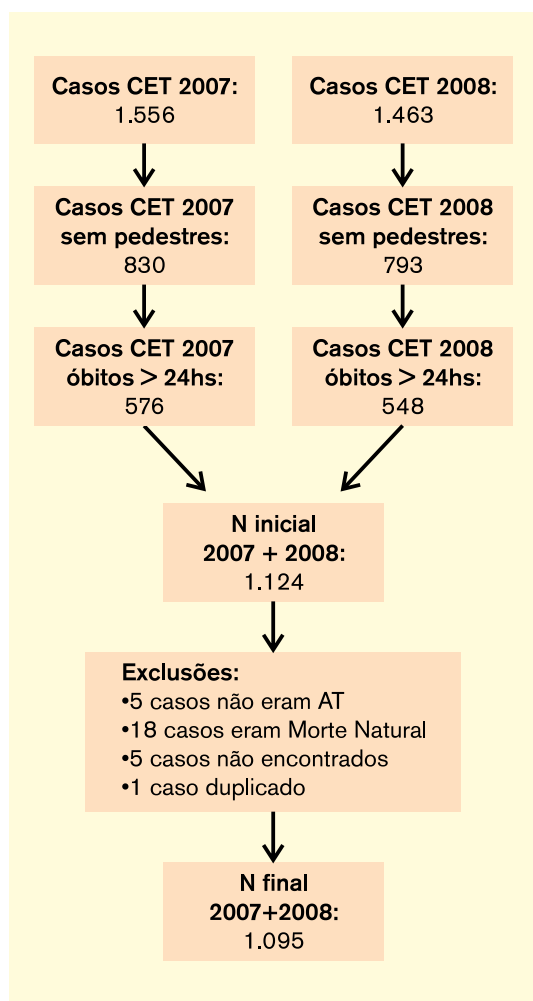 Casos CET 2007:
1.556
Casos CET 2008:
1.463
Casos CET 2007
sem pedestres:
830
Casos CET 2008
sem pedestres:
793
Casos CET 2007
óbitos > 24hs:
576
Casos CET 2008
óbitos > 24hs:
548
N inicial
2007 + 2008:
1.124
Exclusões:
•5 casos não eram AT
•18 casos eram Morte Natural
•5 casos não encontrados
•1 caso duplicado
N final
2007+2008:
1.095